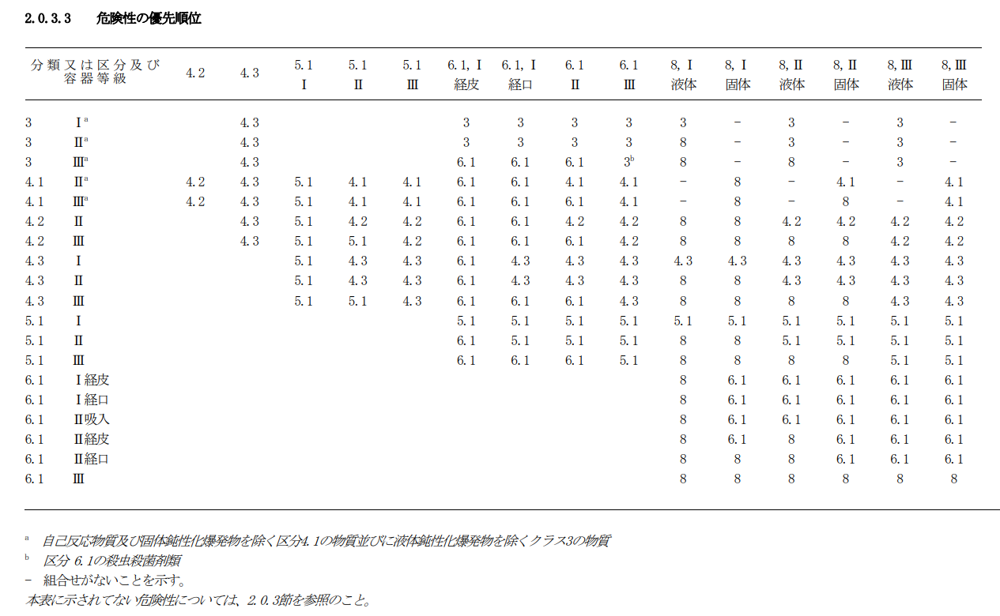 2.0.3.3 危険性の優先順位
分類又は区分及び容器等級 4.2 4.3 5.1 Ⅰ 5.1 Ⅱ 5.1 Ⅲ 6.1, Ⅰ 経皮 6.1, Ⅰ 経口 6.1 Ⅱ 6.1 Ⅲ 8, Ⅰ 液体 8, Ⅰ 固体 8, Ⅱ 液体 8, Ⅱ 固体 8, Ⅲ 液体 8, Ⅲ 固体
3 Ⅰa 4.3 3 3 3 3 3 - 3 - 3 -
3 Ⅱa 4.3 3 3 3 3 8 - 3 - 3 -
3 Ⅲa 4.3 6.1 6.1 6.1 3b 8 - 8 - 3 -
4.1 Ⅱa 4.2 4.3 5.1 4.1 4.1 6.1 6.1 4.1 4.1 - 8 - 4.1 - 4.1
4.1 Ⅲa 4.2 4.3 5.1 4.1 4.1 6.1 6.1 6.1 4.1 - 8 - 8 - 4.1
4.2 Ⅱ 4.3 5.1 4.2 4.2 6.1 6.1 4.2 4.2 8 8 4.2 4.2 4.2 4.2
4.2 Ⅲ 4.3 5.1 5.1 4.2 6.1 6.1 6.1 4.2 8 8 8 8 4.2 4.2
4.3 Ⅰ 5.1 4.3 4.3 6.1 4.3 4.3 4.3 4.3 4.3 4.3 4.3 4.3 4.3
4.3 Ⅱ 5.1 4.3 4.3 6.1 4.3 4.3 4.3 8 8 4.3 4.3 4.3 4.3
4.3 Ⅲ 5.1 5.1 4.3 6.1 6.1 6.1 4.3 8 8 8 8 4.3 4.3
5.1 Ⅰ 5.1 5.1 5.1 5.1 5.1 5.1 5.1 5.1 5.1 5.1
5.1 Ⅱ 6.1 5.1 5.1 5.1 8 8 5.1 5.1 5.1 5.1
5.1 Ⅲ 6.1 6.1 6.1 5.1 8 8 8 8 5.1 5.1
6.1 Ⅰ経皮 8 6.1 6.1 6.1 6.1 6.1
6.1 Ⅰ経口 8 6.1 6.1 6.1 6.1 6.1
6.1 Ⅱ吸入 8 6.1 6.1 6.1 6.1 6.1
6.1 Ⅱ経皮 8 6.1 8 6.1 6.1 6.1
6.1 Ⅱ経口 8 8 8 6.1 6.1 6.1
6.1 Ⅲ 8 8 8 8 8 8
a 自己反応物質及び固体鈍性化爆発物を除く区分4.1の物質並びに液体鈍性化爆発物を除くクラス3の物質
b 区分 6.1の殺虫殺菌剤類
- 組合せがないことを示す。
本表に示されてない危険性については、2.0.3節を参照のこと。